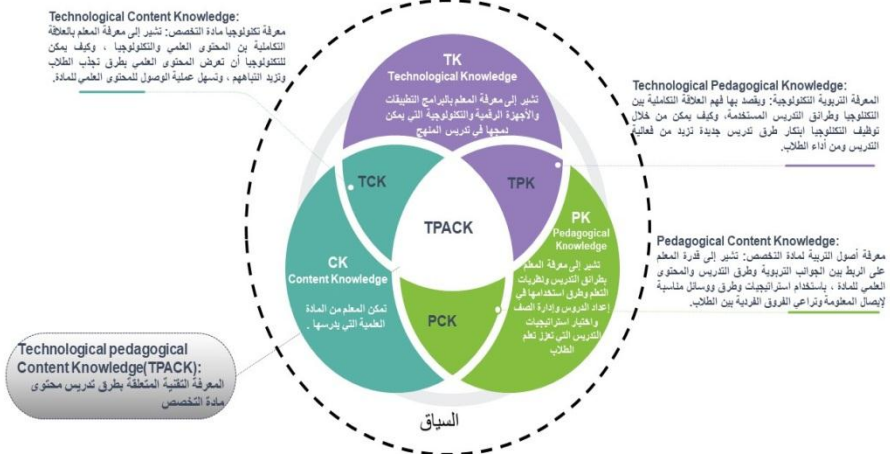 Technological Content Knowledge:
معرفة تكنولوجيا مادة التخصص: تشير إلى معرفة المعلم بالعلاقة
التكاملية بن المحتوى العلمي والتكنولوجيا ، وكيف يمكن
للتكنولوجيا أن تعرض المحتوى العلمي بطرق تجذب الطلاب
وتزيد انتباههم ، وتسهل عملية الوصول للمحتوى العلمي للمادة.
TK
Technological Knowledge
تشير إلى معرفة المعلم بالبرامج التطبيقات
والأجهزة الرقمية والتكنولوجية التي يمكن
دمجها في تدريس المنهج
Technological Pedagogical Knowledge:
المعرفة التربوية التكنولوجية: ويقصد بها فهم العلاقة التكاملية بين
التكنلوجيا وطرائق التدريس المستخدمة، وكيف يمكن من خلال
توظيف التكنلوجيا ابتكار طرق تدريس جديدة تزيد من فعالية
التدريس ومن أداء الطلاب.
TCK
TPK
TPACK
PK
Pedagogical
Knowledge
تشير إلى معرفة المعلم
بطرائق التدريس ونظريات
التعلم وطرق استخدامها في
إعداد الدروس وإدارة الصف
واختيار استراتيجيات
التدريس التي تعزز تعلم
الطلاب
CK
Content Knowledge
تمكن المعلم من المادة
العلمية التي يدرسها .
PCK
Pedagogical Content Knowledge:
معرفة أصول التربية لمادة التخصص: تشير إلى قدرة المعلم
على الربط بين الجوانب التربوية وطرق التدريس والمحتوى
العلمي للمادة ، باستخدام استراتيجيات وطرق ووسائل مناسبة
لإيصال المعلومة وتراعي الفروق الفردية بين الطلاب.
Technological pedagogical
Content Knowledge(TPACK):
المعرفة التقنية المتعلقة بطرق تدريس محتوى
مادة التخصص
السياق